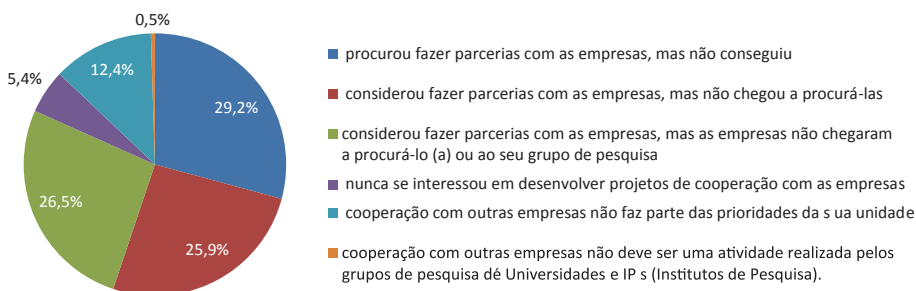 0,5%
12,4%
5,4%
29,2%
26,5%
25,9%
procurou fazer parcerias com as empresas, mas não conseguiu
considerou fazer parcerias com as empresas, mas não chegou a procurá-las
considerou fazer parcerias com as empresas, mas as empresas não chegaram
a procurá-lo (a) ou ao seu grupo de pesquisa
nunca se interessou em desenvolver projetos de cooperação com as empresas
cooperação com outras empresas não faz parte das prioridades da s ua unidade
cooperação com outras empresas não deve ser uma atividade realizada pelos
grupos de pesquisa dé Universidades e IP s (Institutos de Pesquisa).